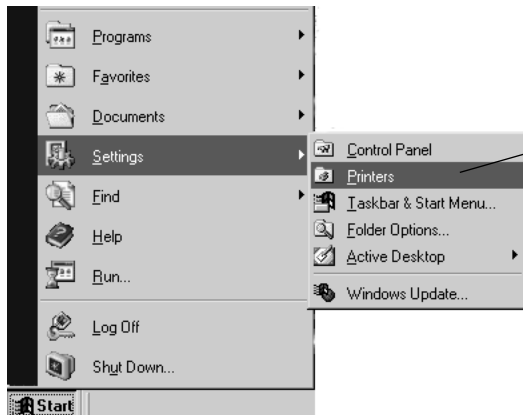 Programs
Favorites
Documents
Settings
Find
Help
Run...
Log Off
Shut Down...
Start
Control Panel
Printers
Taskbar & Start Menu...
Folder Options...
Active Desktop
Windows Update...